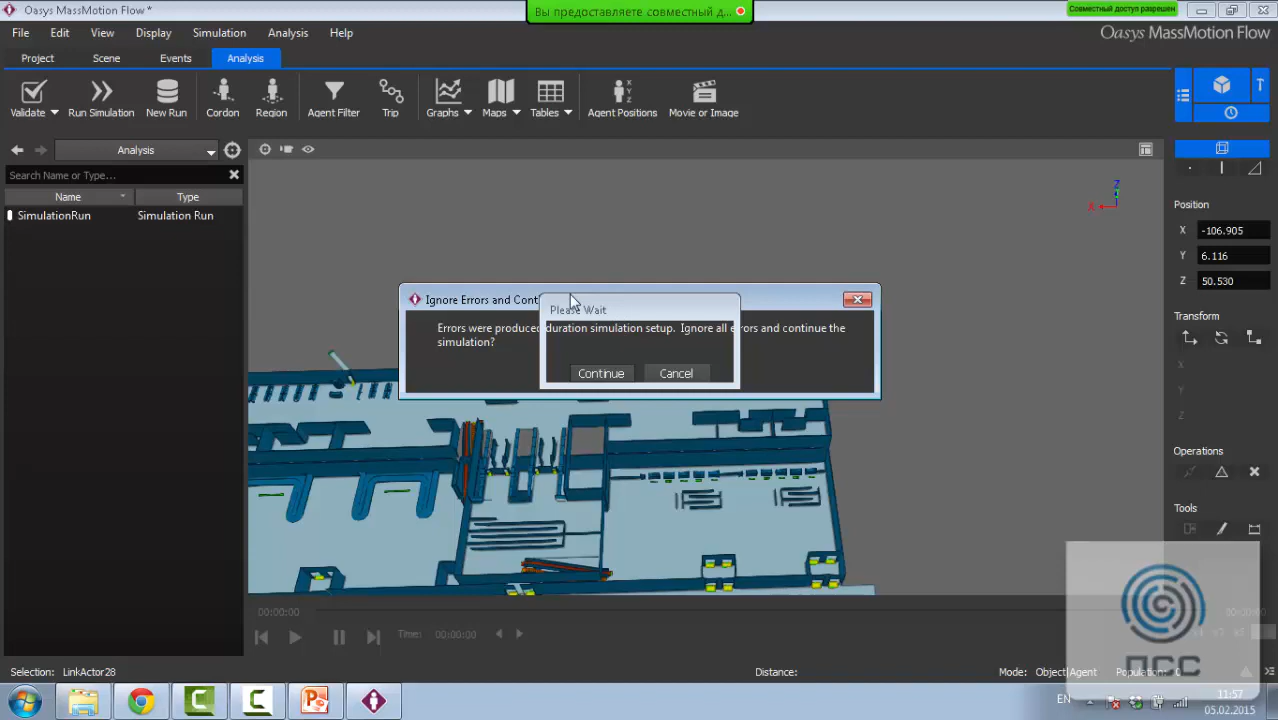 Oasys MassMotion Flow *
Вы предоставляете совместный д...
Совместный доступ разрешен
File Edit View Display Simulation Analysis Help
Oasys MassMotion Flow
Project Scene Events Analysis
Validate Run Simulation New Run Cordon Region Agent Filter Trip Graphs Maps Tables Agent Positions Movie or Image
Analysis
Search Name or Type...
Name Type
SimulationRun Simulation Run
Z
X
Ignore Errors and Cont
Please Wait
Errors were produced duration simulation setup. Ignore all errors and continue the
simulation?
Continue Cancel
Position
X -106.905
Y 6.116
Z 50.530
Transform
X
Y
Z
Operations
Tools
00:00:00
Time: 00:00:00
Selection: LinkActor28
Distance:
Mode: Object|Agent
Population: 0
ПСС
EN
11:57
05.02.2015